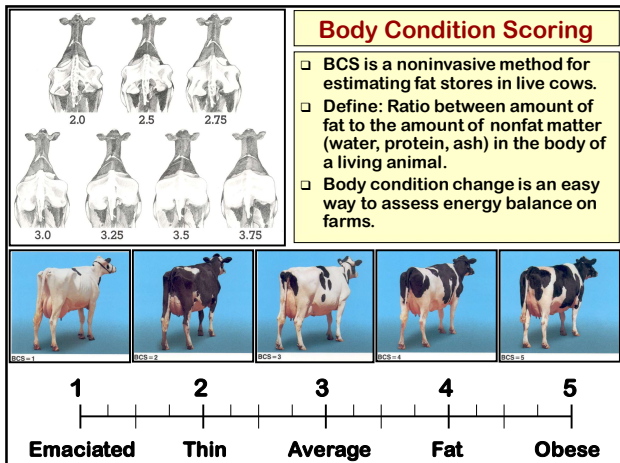 Body Condition Scoring
❑ BCS is a noninvasive method for
estimating fat stores in live cows.
❑ Define: Ratio between amount of
fat to the amount of nonfat matter
(water, protein, ash) in the body of
a living animal.
❑ Body condition change is an easy
way to assess energy balance on
farms.
2.0 2.5 2.75
3.0 3.25 3.5 3.75
BCS=1 BCS=2 BCS=3 BCS=4 BCS=5
1 2 3 4 5
Emaciated Thin Average Fat Obese